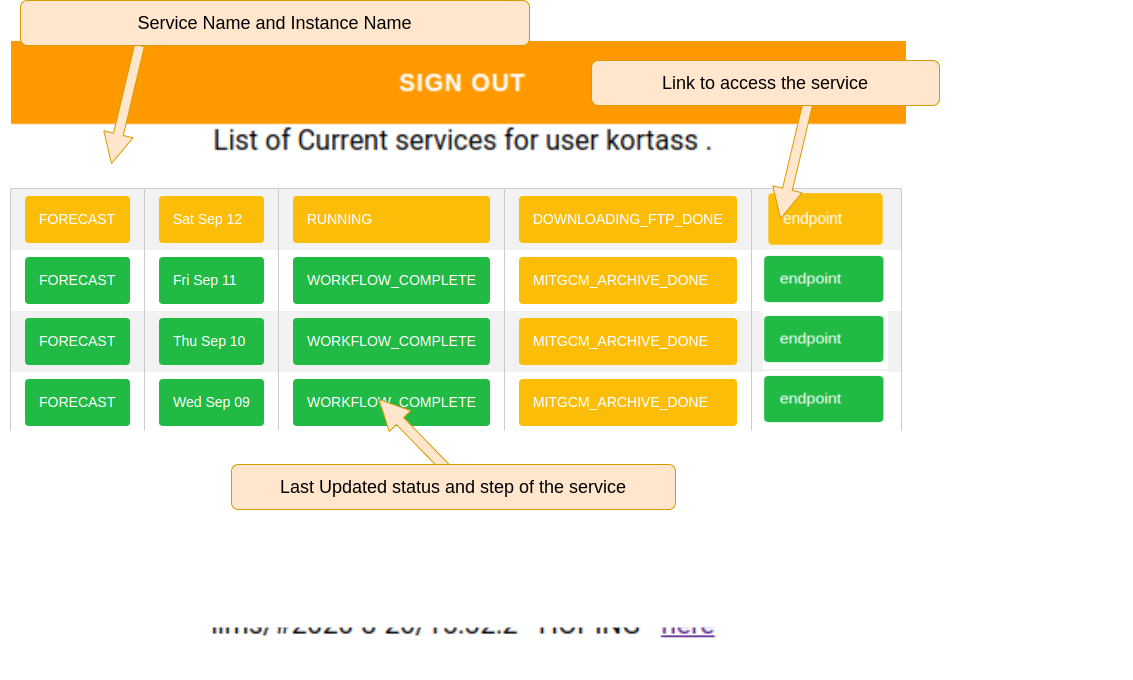 Service Name and Instance Name
SIGN OUT
Link to access the service
List of Current services for user kortass .
FORECAST Sat Sep 12 RUNNING DOWNLOADING_FTP_DONE endpoint
FORECAST Fri Sep 11 WORKFLOW_COMPLETE MITGCM_ARCHIVE_DONE endpoint
FORECAST Thu Sep 10 WORKFLOW_COMPLETE MITGCM_ARCHIVE_DONE endpoint
FORECAST Wed Sep 09 WORKFLOW_COMPLETE MITGCM_ARCHIVE_DONE endpoint
Last Updated status and step of the service
here